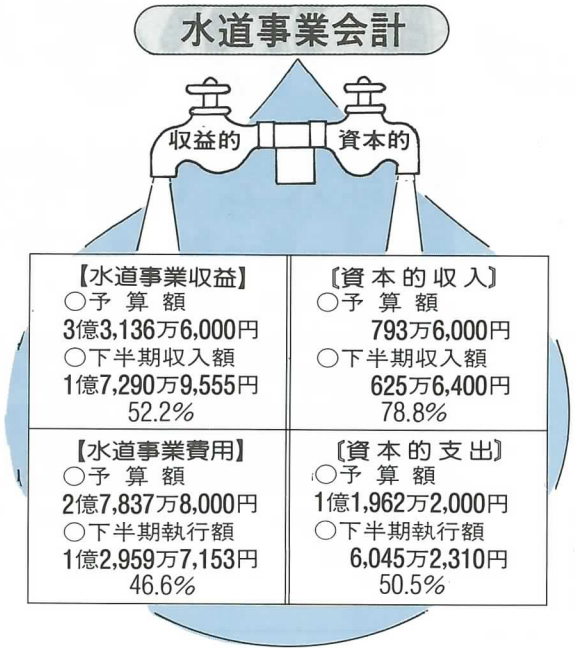 水道事業会計
収益的
資本的
【水道事業収益】
○予算額
3億3,136万6,000円
○下半期収入額
1億7,290万9,555円
52.2%
〔資本的収入〕
○予算額
793万6,000円
○下半期収入額
625万6,400円
78.8%
【水道事業費用】
○予算額
2億7,837万8,000円
○下半期執行額
1億2,959万7,153円
46.6%
〔資本的支出〕
○予算額
1億1,962万2,000円
○下半期執行額
6,045万2,310円
50.5%